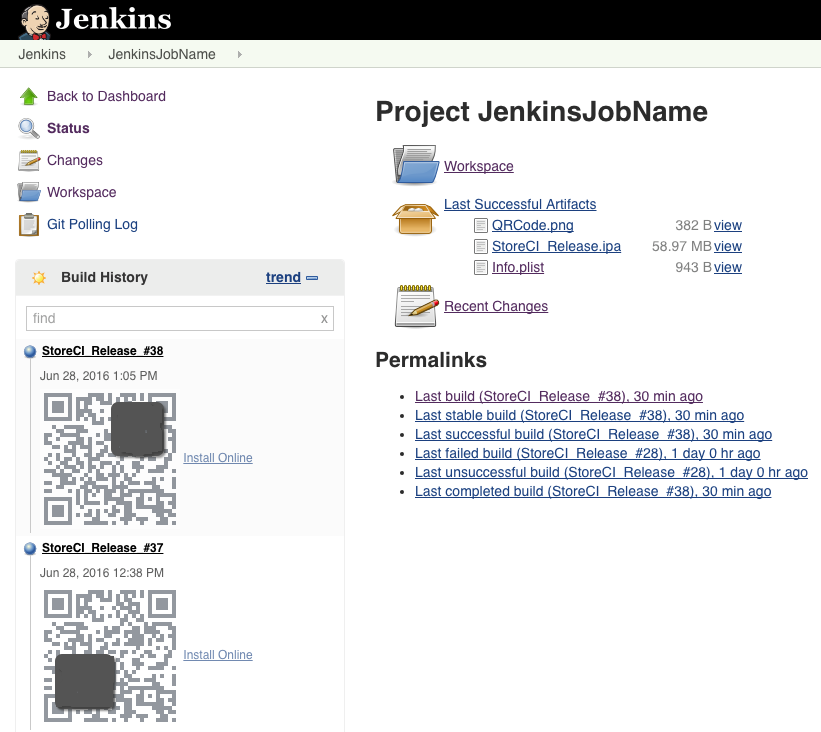 Jenkins
Jenkins JenkinsJobName
Back to Dashboard
Status
Changes
Workspace
Git Polling Log
Build History trend
find x
StoreCI_Release_#38
Jun 28, 2016 1:05 PM
Install Online
StoreCI_Release_#37
Jun 28, 2016 12:38 PM
Install Online
Project JenkinsJobName
Workspace
Last Successful Artifacts
QRCode.png 382 B view
StoreCI_Release.ipa 58.97 MB view
Info.plist 943 B view
Recent Changes
Permalinks
Last build (StoreCI_Release_#38), 30 min ago
Last stable build (StoreCI_Release_#38), 30 min ago
Last successful build (StoreCI_Release_#38), 30 min ago
Last failed build (StoreCI_Release_#28), 1 day 0 hr ago
Last unsuccessful build (StoreCI_Release_#28), 1 day 0 hr ago
Last completed build (StoreCI_Release_#38), 30 min ago